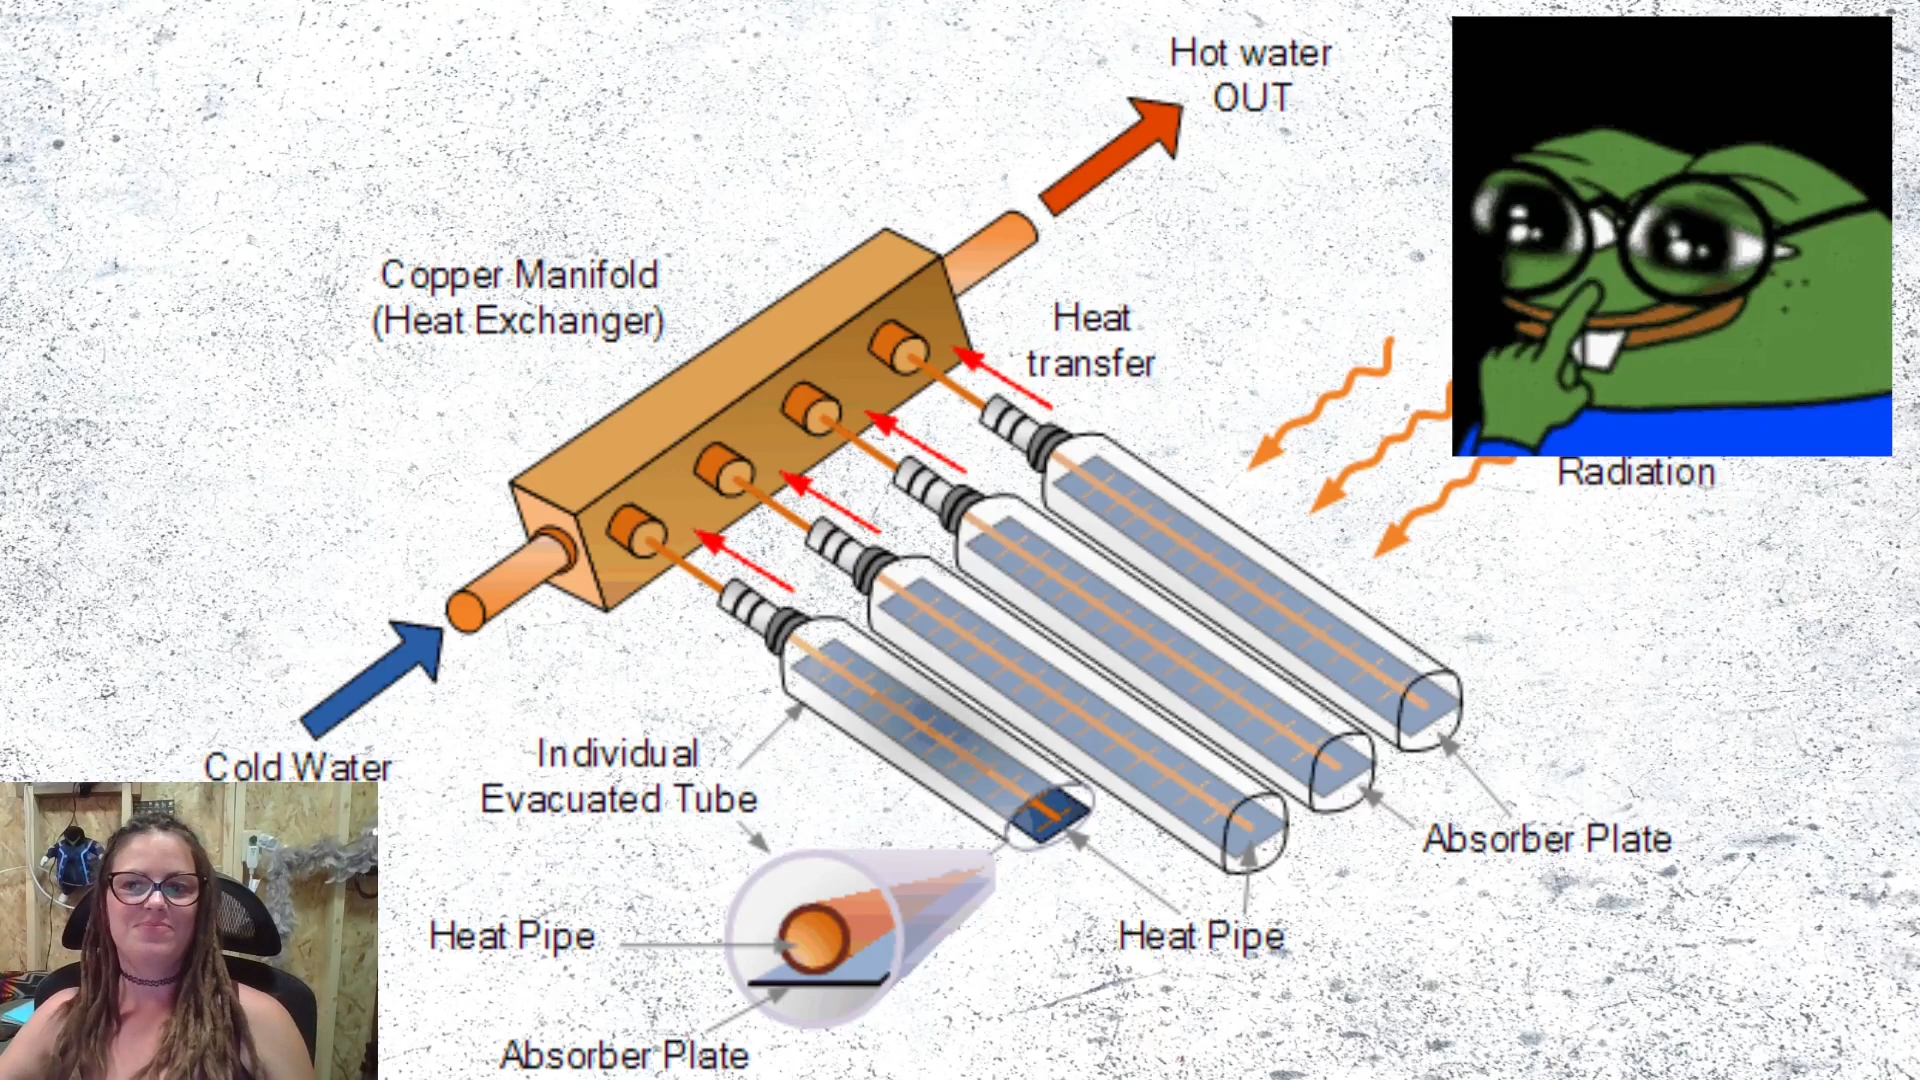 Hot water
OUT
Copper Manifold
(Heat Exchanger)
Heat
transfer
Radiation
Cold Water
Individual
Evacuated Tube
Absorber Plate
Heat Pipe
Heat Pipe
Absorber Plate